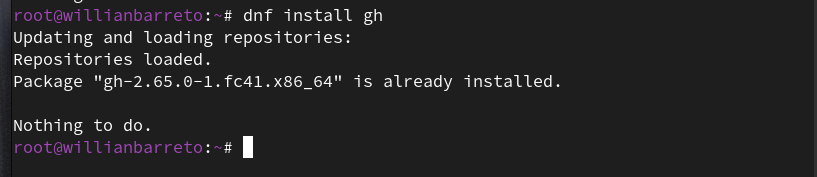 root@willianbarreto:~# dnf install gh
Updating and loading repositories:
Repositories loaded.
Package "gh-2.65.0-1.fc41.x86_64" is already installed.
Nothing to do.
root@willianbarreto:~#